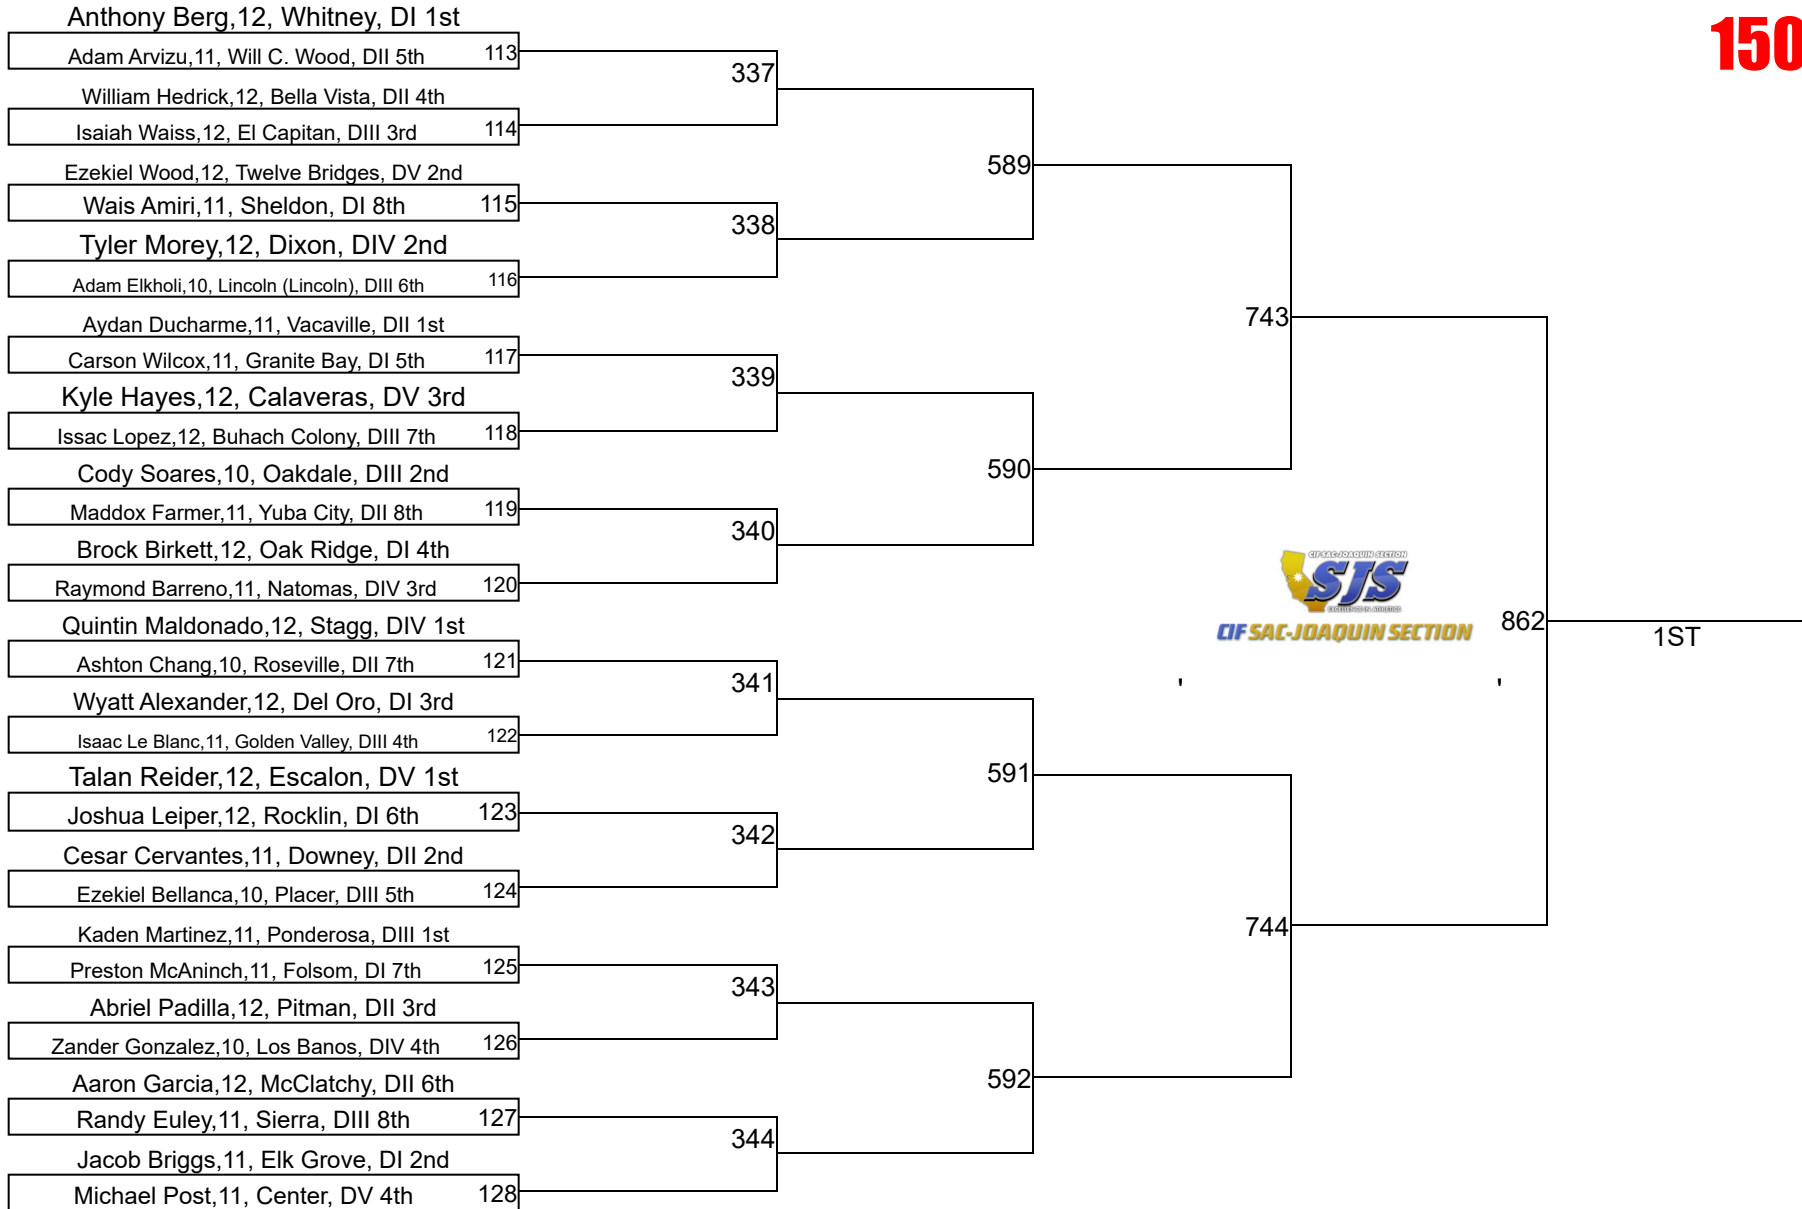 Anthony Berg,12, Whitney, DI 1st
150
Adam Arvizu,11, Will C. Wood, DII 5th 113
337
William Hedrick,12, Bella Vista, DII 4th
Isaiah Waiss,12, El Capitan, DIII 3rd 114
589
Ezekiel Wood,12, Twelve Bridges, DV 2nd
Wais Amiri,11, Sheldon, DI 8th 115
338
Tyler Morey,12, Dixon, DIV 2nd
Adam Elkholi,10, Lincoln (Lincoln), DIII 6th 116
743
Aydan Ducharme,11, Vacaville, DII 1st
Carson Wilcox,11, Granite Bay, DI 5th 117
339
Kyle Hayes,12, Calaveras, DV 3rd
Issac Lopez,12, Buhach Colony, DIII 7th 118
590
Cody Soares,10, Oakdale, DIII 2nd
Maddox Farmer,11, Yuba City, DII 8th 119
340
Brock Birkett,12, Oak Ridge, DI 4th
Raymond Barreno,11, Natomas, DIV 3rd 120
CIF SAC-JOAQUIN SECTION
SJS
EXCELLENCE IN ATHLETICS
CIF SAC-JOAQUIN SECTION
862
1ST
Quintin Maldonado,12, Stagg, DIV 1st
Ashton Chang,10, Roseville, DII 7th 121
341
' '
Wyatt Alexander,12, Del Oro, DI 3rd
Isaac Le Blanc,11, Golden Valley, DIII 4th 122
591
Talan Reider,12, Escalon, DV 1st
Joshua Leiper,12, Rocklin, DI 6th 123
342
Cesar Cervantes,11, Downey, DII 2nd
Ezekiel Bellanca,10, Placer, DIII 5th 124
744
Kaden Martinez,11, Ponderosa, DIII 1st
Preston McAninch,11, Folsom, DI 7th 125
343
Abriel Padilla,12, Pitman, DII 3rd
Zander Gonzalez,10, Los Banos, DIV 4th 126
592
Aaron Garcia,12, McClatchy, DII 6th
Randy Euley,11, Sierra, DIII 8th 127
344
Jacob Briggs,11, Elk Grove, DI 2nd
Michael Post,11, Center, DV 4th 128